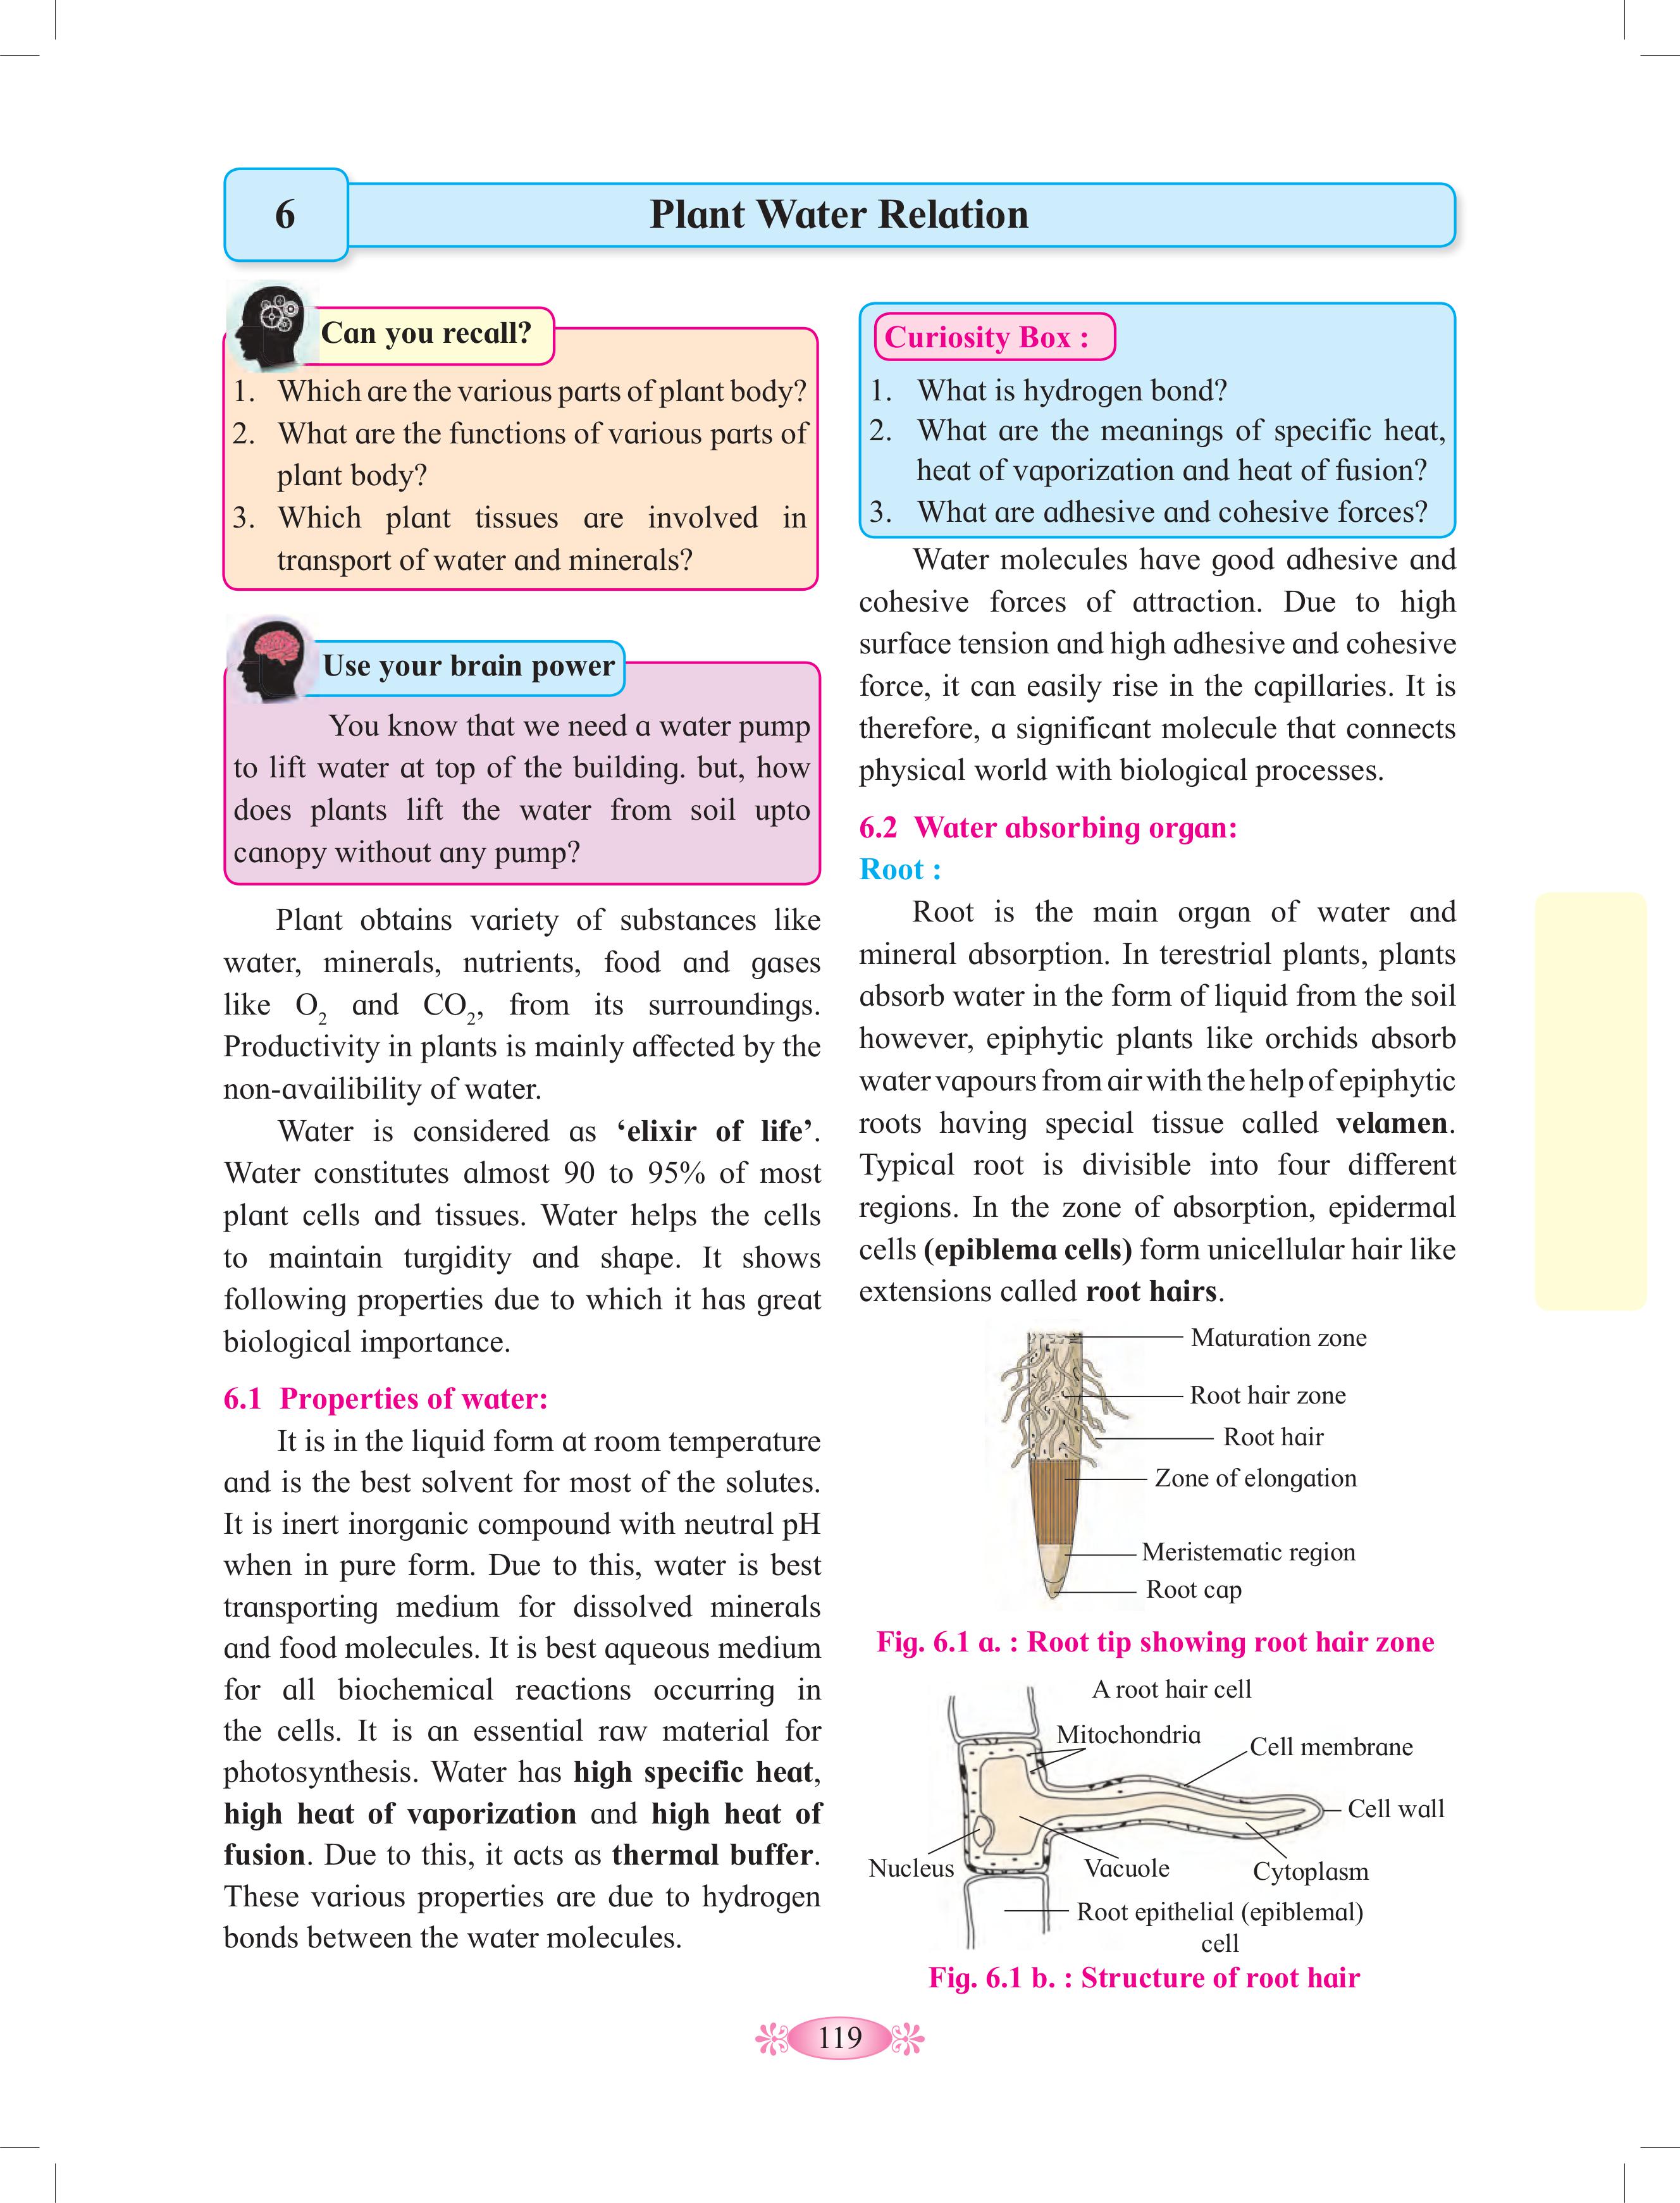 6
Plant Water Relation
Can you recall?
1. Which are the various parts of plant body?
2. What are the functions of various parts of
plant body?
3. Which plant tissues are involved in
transport of water and minerals?
Use your brain power
You know that we need a water pump
to lift water at top of the building. but, how
does plants lift the water from soil upto
canopy without any pump?
Plant obtains variety of substances like
water, minerals, nutrients, food and gases
like O2 and CO2, from its surroundings.
Productivity in plants is mainly affected by the
non-availibility of water.
Water is considered as ‘elixir of life’.
Water constitutes almost 90 to 95% of most
plant cells and tissues. Water helps the cells
to maintain turgidity and shape. It shows
following properties due to which it has great
biological importance.
6.1 Properties of water:
It is in the liquid form at room temperature
and is the best solvent for most of the solutes.
It is inert inorganic compound with neutral pH
when in pure form. Due to this, water is best
transporting medium for dissolved minerals
and food molecules. It is best aqueous medium
for all biochemical reactions occurring in
the cells. It is an essential raw material for
photosynthesis. Water has high specific heat,
high heat of vaporization and high heat of
fusion. Due to this, it acts as thermal buffer.
These various properties are due to hydrogen
bonds between the water molecules.
Curiosity Box :
1. What is hydrogen bond?
2. What are the meanings of specific heat,
heat of vaporization and heat of fusion?
3. What are adhesive and cohesive forces?
Water molecules have good adhesive and
cohesive forces of attraction. Due to high
surface tension and high adhesive and cohesive
force, it can easily rise in the capillaries. It is
therefore, a significant molecule that connects
physical world with biological processes.
6.2 Water absorbing organ:
Root :
Root is the main organ of water and
mineral absorption. In terestrial plants, plants
absorb water in the form of liquid from the soil
however, epiphytic plants like orchids absorb
water vapours from air with the help of epiphytic
roots having special tissue called velamen.
Typical root is divisible into four different
regions. In the zone of absorption, epidermal
cells (epiblema cells) form unicellular hair like
extensions called root hairs.
Maturation zone
Root hair zone
Root hair
Zone of elongation
Meristematic region
Root cap
Fig. 6.1 a. : Root tip showing root hair zone
A root hair cell
Mitochondria
Cell membrane
Cell wall
Nucleus
Vacuole
Cytoplasm
Root epithelial (epiblemal)
cell
Fig. 6.1 b. : Structure of root hair
119